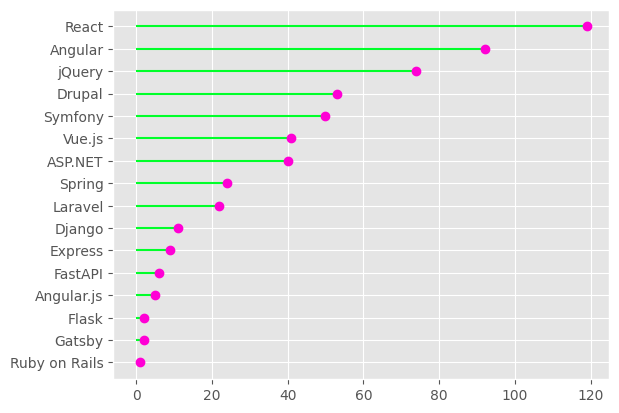 React
Angular
jQuery
Drupal
Symfony
Vue.js
ASP.NET
Spring
Laravel
Django
Express
FastAPI
Angular.js
Flask
Gatsby
Ruby on Rails
0 20 40 60 80 100 120